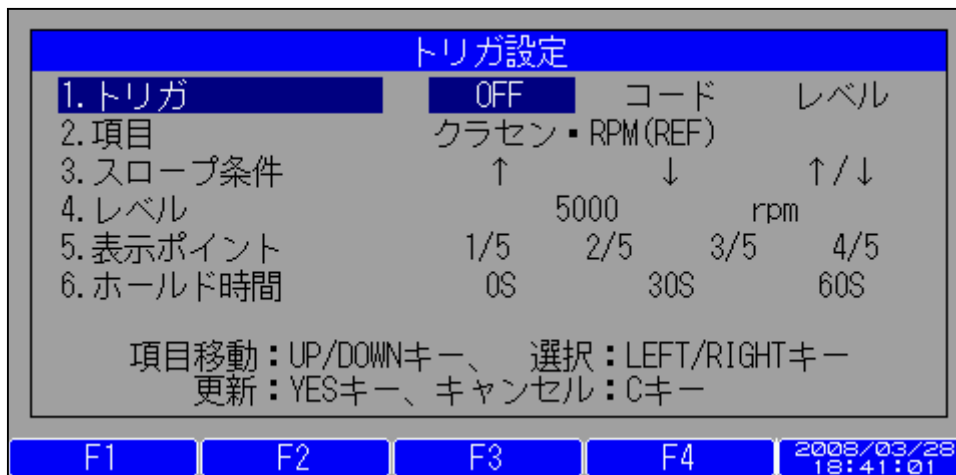 トリガ設定
1.トリガ OFF コード レベル
2.項目 クラセン・RPM(REF)
3.スロープ条件 ↑ ↓ ↑/↓
4.レベル 5000 rpm
5.表示ポイント 1/5 2/5 3/5 4/5
6.ホールド時間 0S 30S 60S
項目移動：UP/DOWNキー、 選択：LEFT/RIGHTキー
更新：YESキー、キャンセル：Cキー
F1 F2 F3 F4 2008/03/28
18:41:01